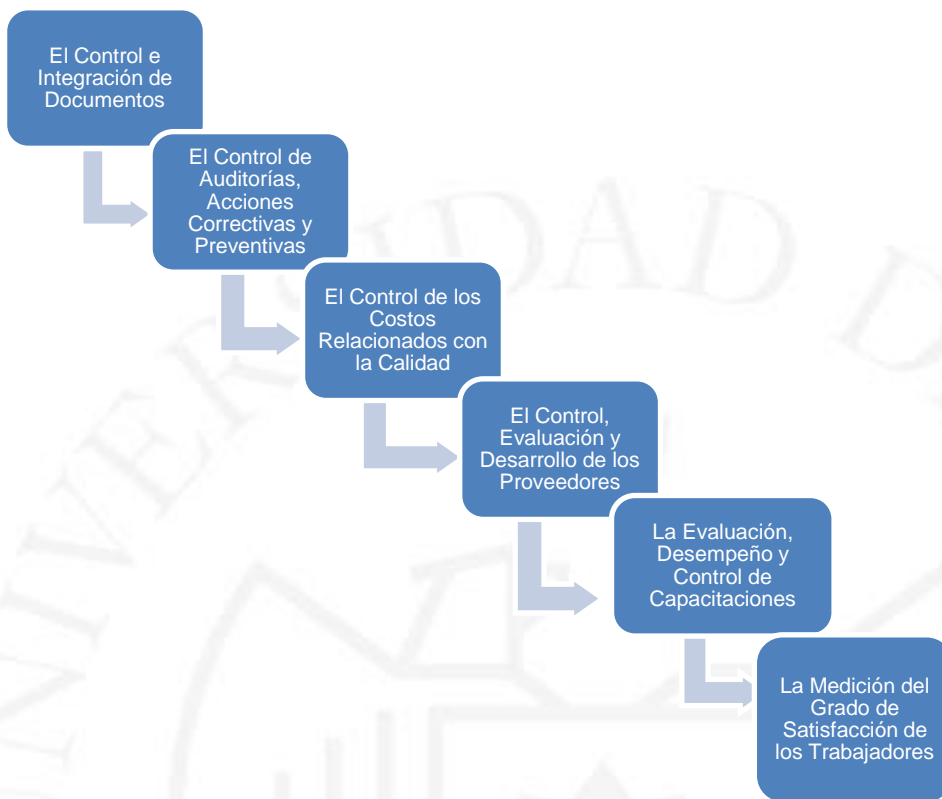 El Control e
Integración de
Documentos
El Control de
Auditorías,
Acciones
Correctivas y
Preventivas
El Control de los
Costos
Relacionados con
la Calidad
El Control,
Evaluación y
Desarrollo de los
Proveedores
La Evaluación,
Desempeño y
Control de
Capacitaciones
La Medición del
Grado de
Satisfacción de
los Trabajadores
UNIVERSIDAD D